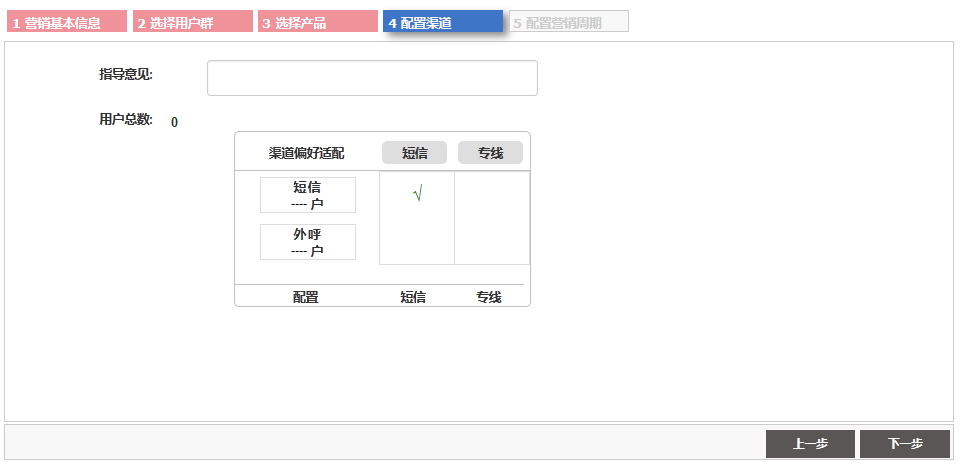 1 营销基本信息 2 选择用户群 3 选择产品 4 配置渠道 5 配置营销周期
指导意见:
用户总数: 0
渠道偏好适配 短信 专线
短信 √
---- 户
外呼
---- 户
配置 短信 专线
上一步 下一步